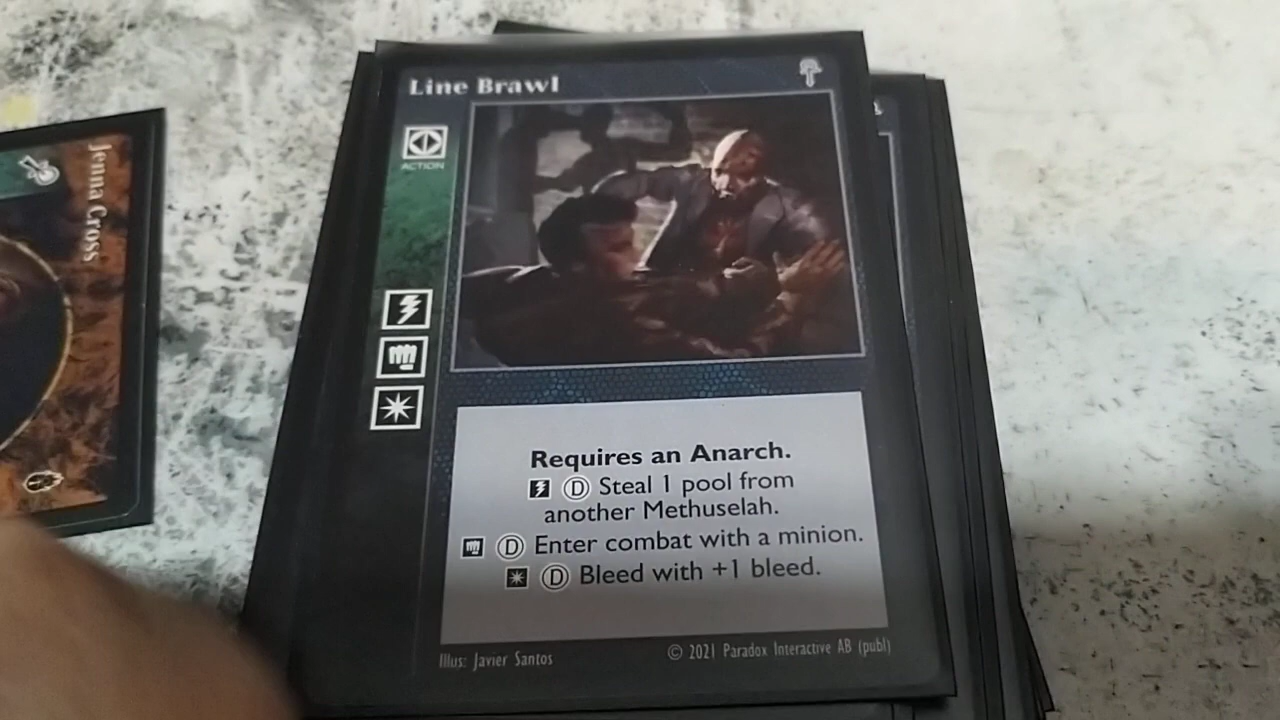 Line Brawl
ACTION
Jenna Cross
Requires an Anarch.
D Steal 1 pool from
another Methuselah.
D Enter combat with a minion.
D Bleed with +1 bleed.
Illus: Javier Santos
© 2021 Paradox Interactive AB (publ)